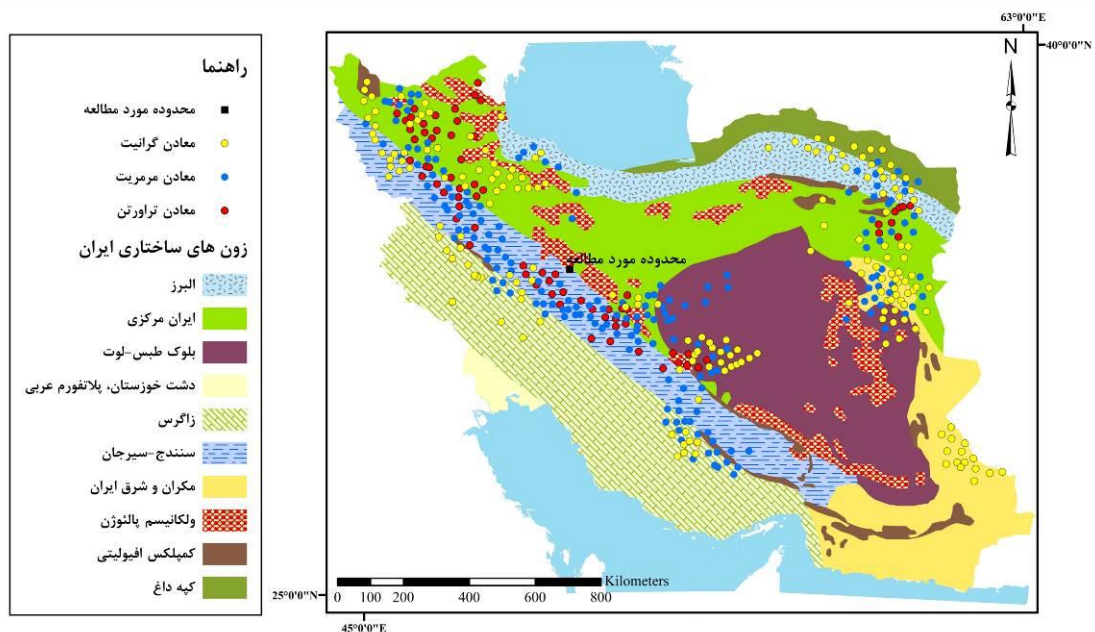 راهنما
محدوده مورد مطالعه
معادن گرانیت
معادن مرمریت
معادن تراورتن
زون های ساختاری ایران
البرز
ایران مرکزی
بلوک طبس-لوت
دشت خوزستان، پلاتفورم عربی
زاگرس
سنندج-سیرجان
مکران و شرق ایران
ولکانیسم پالئوژن
کمپلکس افیولیتی
کپه داغ
63°0'0"E
40°0'0"N
N
محدوده مورد مطالعه
Kilometers
0 100 200 400 600 800
25°0'0"N
45°0'0"E